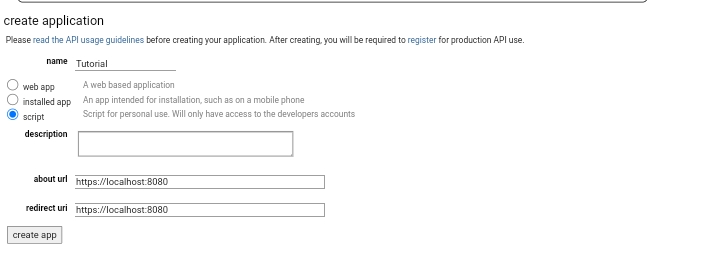 create application
Please read the API usage guidelines before creating your application. After creating, you will be required to register for production API use.
name Tutorial
web app A web based application
installed app An app intended for installation, such as on a mobile phone
script Script for personal use. Will only have access to the developers accounts
description
about url https://localhost:8080
redirect uri https://localhost:8080
create app